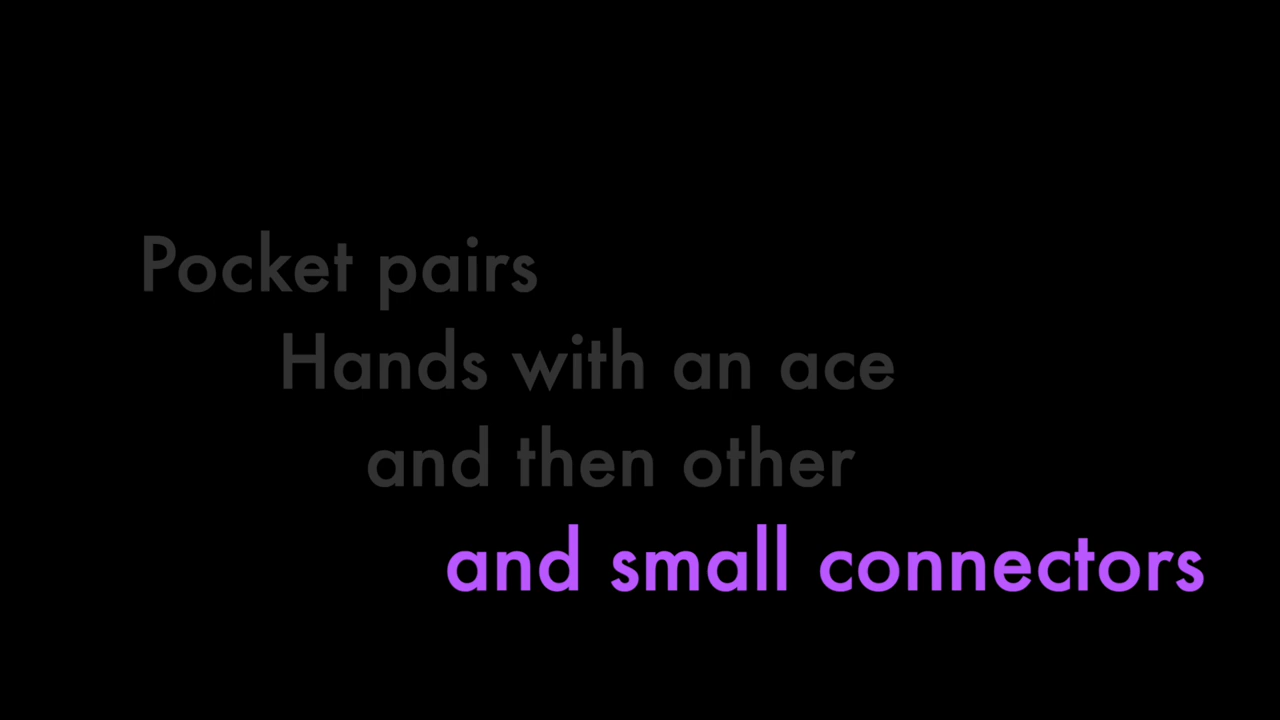 Pocket pairs
Hands with an ace
and then other
and small connectors